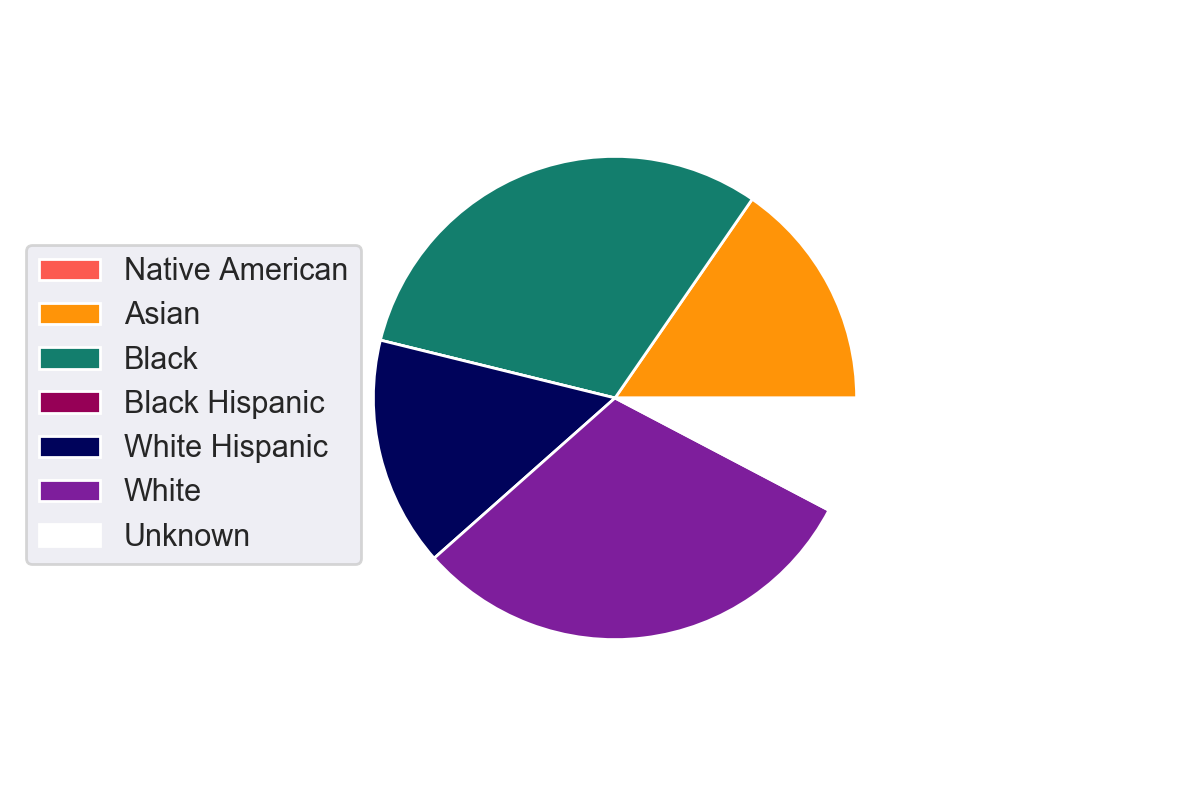 Native American
Asian
Black
Black Hispanic
White Hispanic
White
Unknown